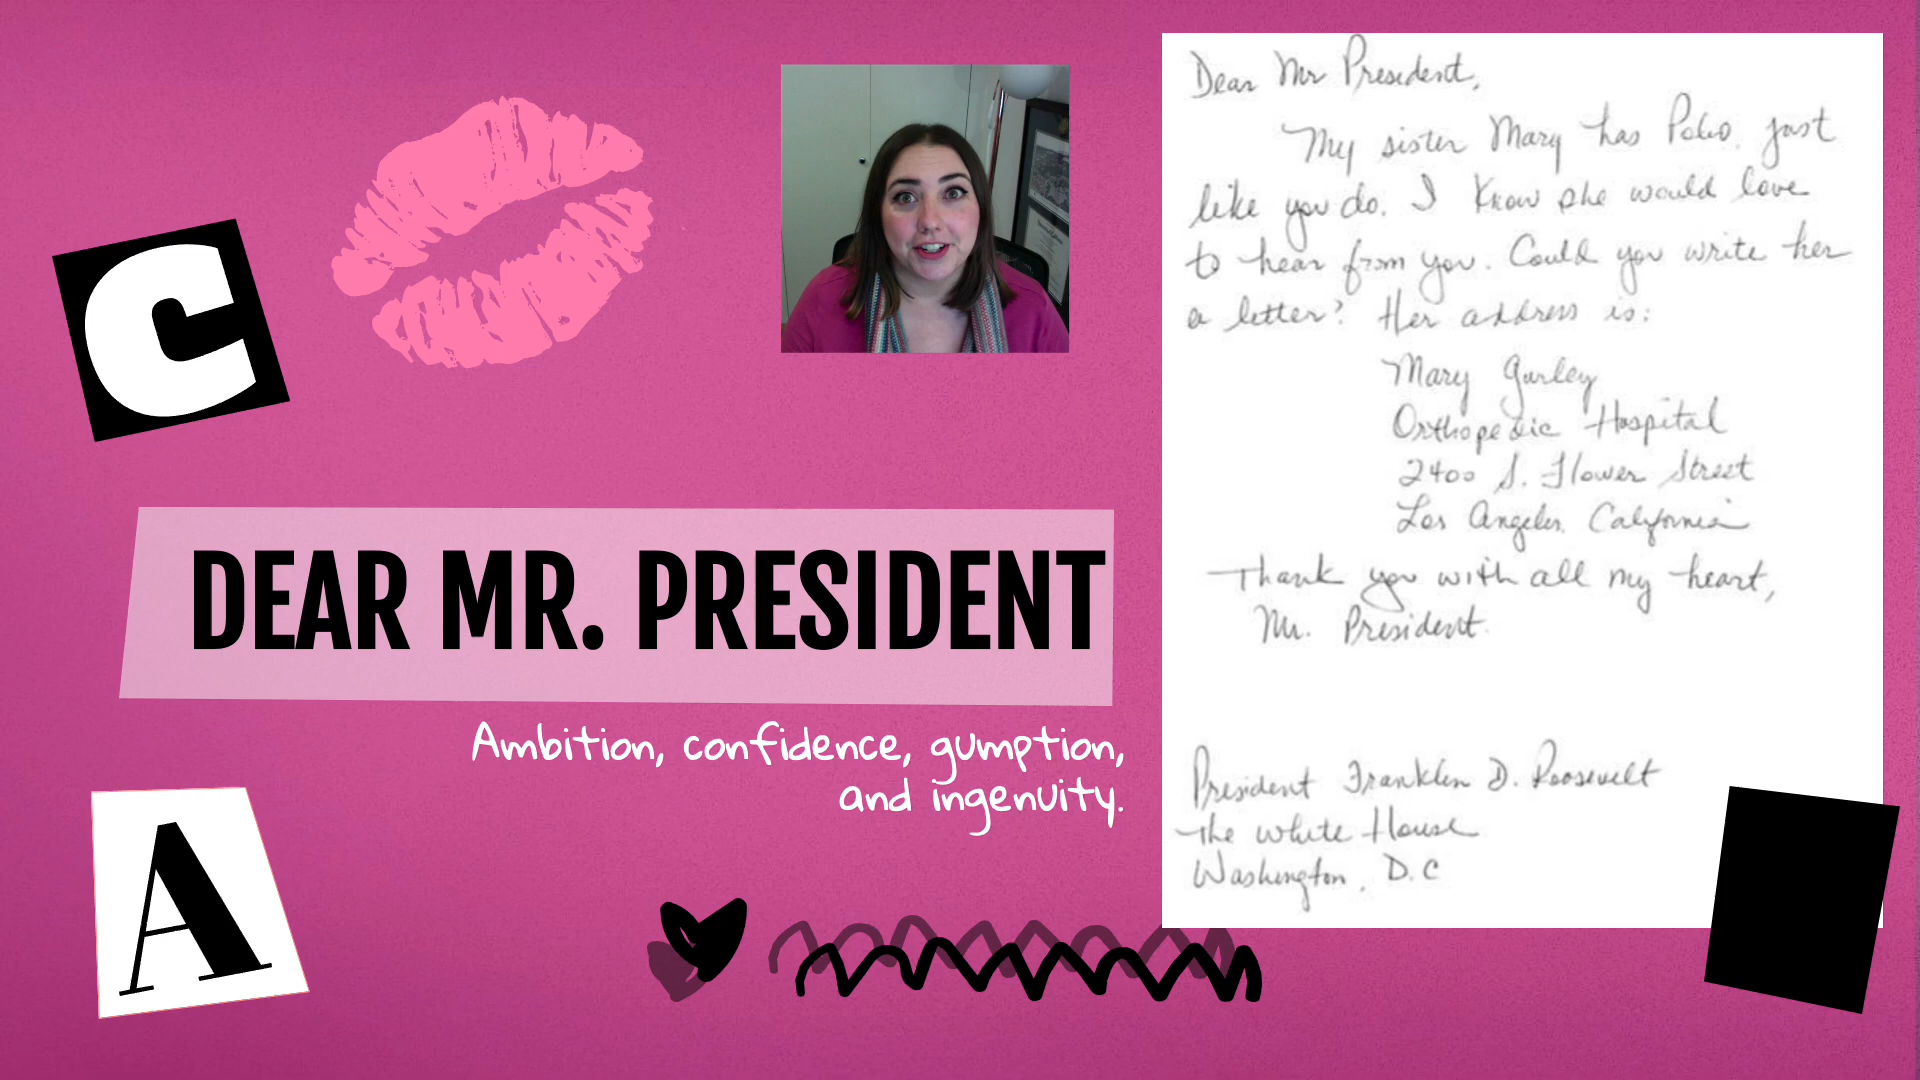 C
DEAR MR. PRESIDENT
Ambition, confidence, gumption,
and ingenuity.
A
Dear Mr President,
My sister Mary has Polio, just
like you do. I know she would love
to hear from you. Could you write her
a letter? Her address is:
Mary Gurley
Orthopedic Hospital
2400 S. Flower Street
Los Angeles, California
Thank you with all my heart,
Mr. President.
President Franklin D. Roosevelt
The White House
Washington, D.C